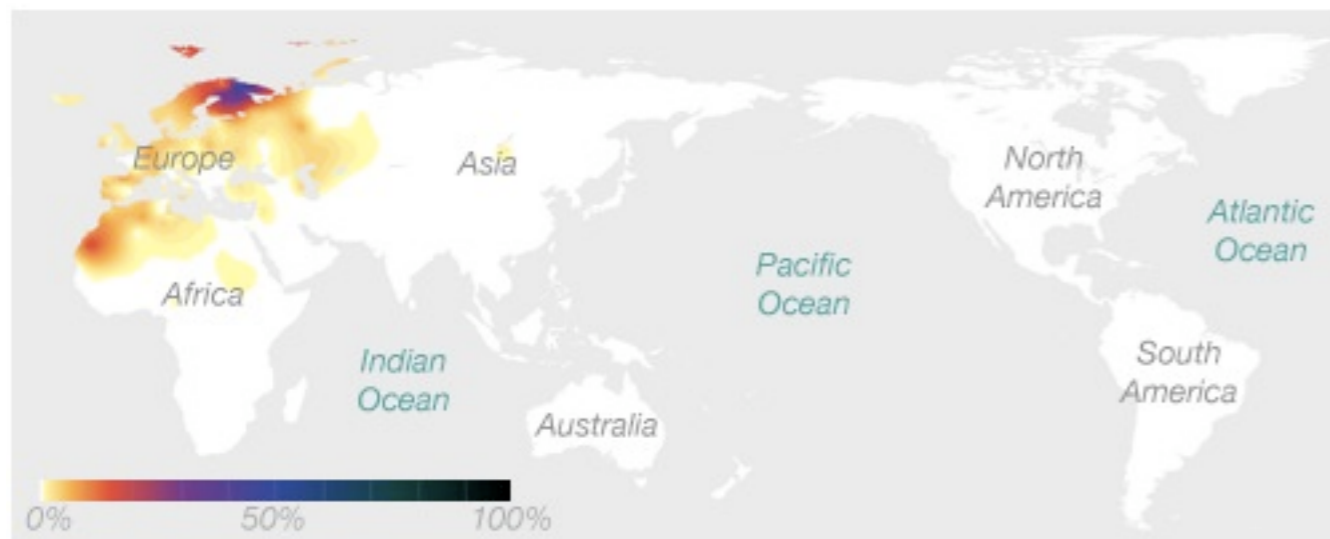 Europe
Asia
North
America
Atlantic
Ocean
Pacific
Ocean
Africa
Indian
Ocean
South
America
Australia
0%
50%
100%